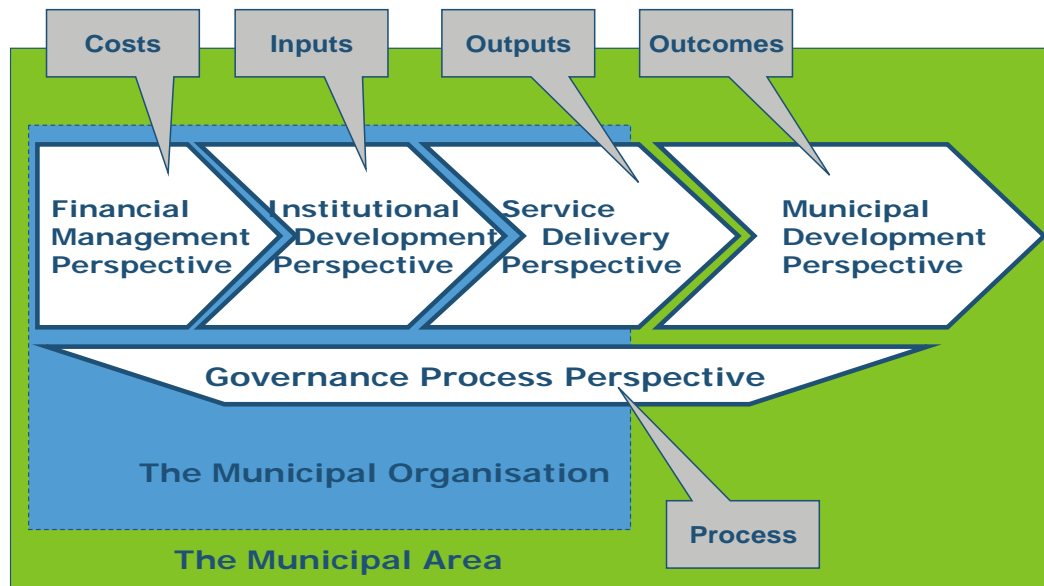 Costs
Inputs
Outputs
Outcomes
Financial
Management
Perspective
Institutional
Development
Perspective
Service
Delivery
Perspective
Municipal
Development
Perspective
Governance Process Perspective
The Municipal Organisation
Process
The Municipal Area